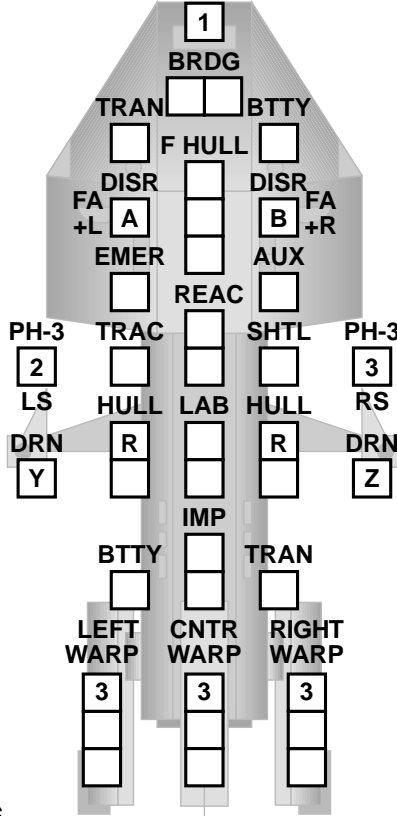 1
BRDG
TRAN BTTY
F HULL
DISR DISR
FA +L A B FA +R
EMER AUX
REAC
PH-3 TRAC SHTL PH-3
2 3
LS RS
HULL LAB HULL
DRN R R DRN
Y Z
IMP
BTTY TRAN
LEFT CNTR RIGHT
WARP WARP WARP
3 3 3